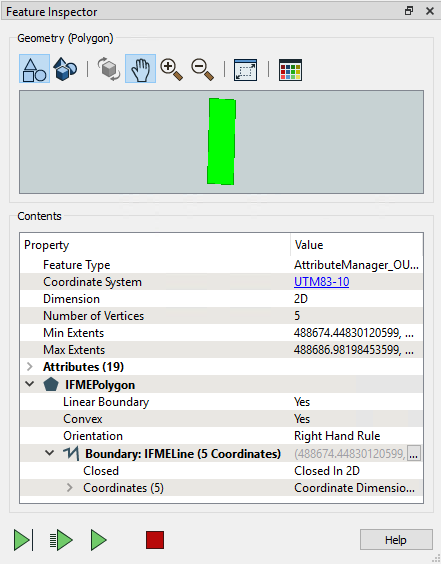 Feature Inspector
Geometry (Polygon)
Contents
Property Value
Feature Type AttributeManager_OU...
Coordinate System UTM83-10
Dimension 2D
Number of Vertices 5
Min Extents 488674.44830120599, ...
Max Extents 488686.98198453599, ...
Attributes (19)
IFMEPolygon
Linear Boundary Yes
Convex Yes
Orientation Right Hand Rule
Boundary: IFMELine (5 Coordinates) (488674.44830120599, ...
Closed Closed In 2D
Coordinates (5) Coordinate Dimensio...
Help